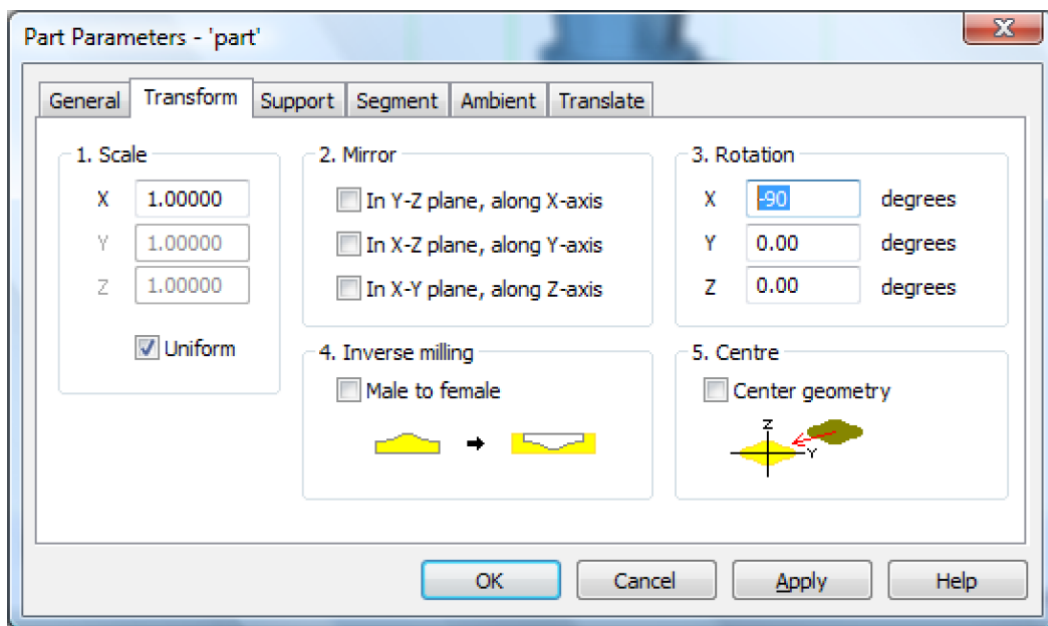 Part Parameters - 'part'
X
General Transform Support Segment Ambient Translate
1. Scale
X 1.00000
Y 1.00000
Z 1.00000
Uniform
2. Mirror
In Y-Z plane, along X-axis
In X-Z plane, along Y-axis
In X-Y plane, along Z-axis
3. Rotation
X -90 degrees
Y 0.00 degrees
Z 0.00 degrees
4. Inverse milling
Male to female
5. Centre
Center geometry
Z
Y
OK Cancel Apply Help